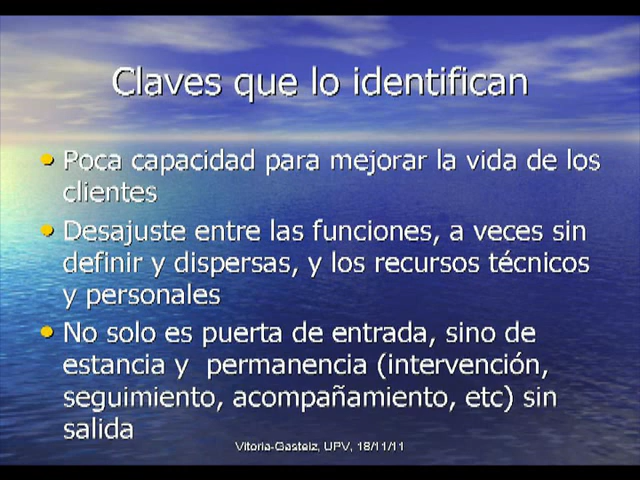 Claves que lo identifican
Poca capacidad para mejorar la vida de los
clientes
Desajuste entre las funciones, a veces sin
definir y dispersas, y los recursos técnicos
y personales
No solo es puerta de entrada, sino de
estancia y permanencia (intervención,
seguimiento, acompañamiento, etc) sin
salida
Vitoria-Gasteiz, UPV, 18/11/11